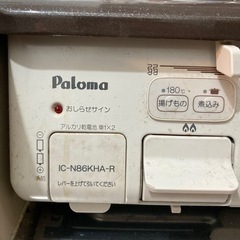 Paloma
おしらせサイン
アルカリ乾電池 単1×2
IC-N86KHA-R
レバーを上げてひらいてください
180℃
揚げもの
煮込み